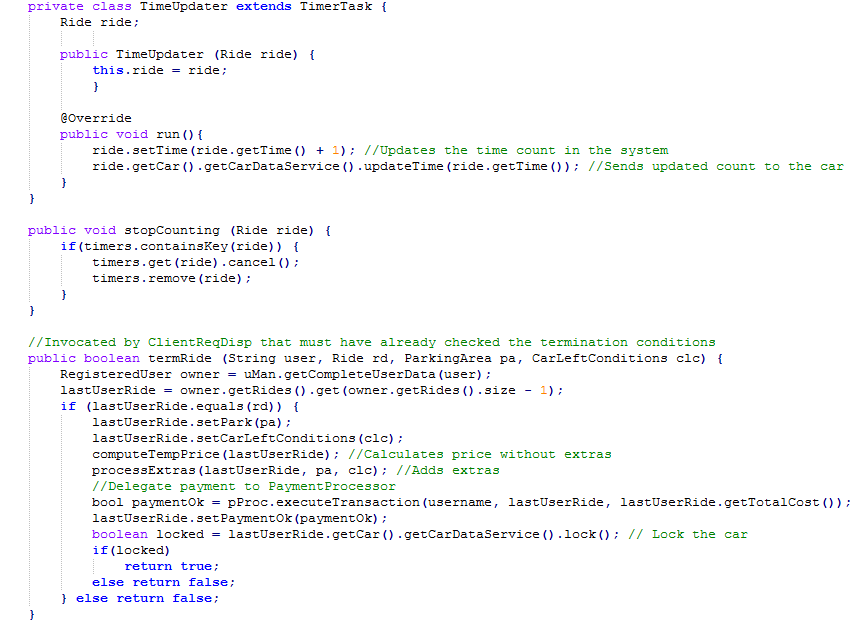 private class TimeUpdater extends TimerTask {
Ride ride;
public TimeUpdater (Ride ride) {
this.ride = ride;
}
@Override
public void run(){
ride.setTime(ride.getTime() + 1); //Updates the time count in the system
ride.getCar().getCarDataService().updateTime(ride.getTime()); //Sends updated count to the car
}
}
public void stopCounting (Ride ride) {
if(timers.containsKey(ride)) {
timers.get(ride).cancel();
timers.remove(ride);
}
}
//Invocated by ClientReqDisp that must have already checked the termination conditions
public boolean termRide (String user, Ride rd, ParkingArea pa, CarLeftConditions clc) {
RegisteredUser owner = uMan.getCompleteUserData(user);
lastUserRide = owner.getRides().get(owner.getRides().size - 1);
if (lastUserRide.equals(rd)) {
lastUserRide.setPark(pa);
lastUserRide.setCarLeftConditions(clc);
computeTempPrice(lastUserRide); //Calculates price without extras
processExtras(lastUserRide, pa, clc); //Adds extras
//Delegate payment to PaymentProcessor
bool paymentOk = pProc.executeTransaction(username, lastUserRide, lastUserRide.getTotalCost());
lastUserRide.setPaymentOk(paymentOk);
boolean locked = lastUserRide.getCar().getCarDataService().lock(); // Lock the car
if(locked)
return true;
else return false;
} else return false;
}